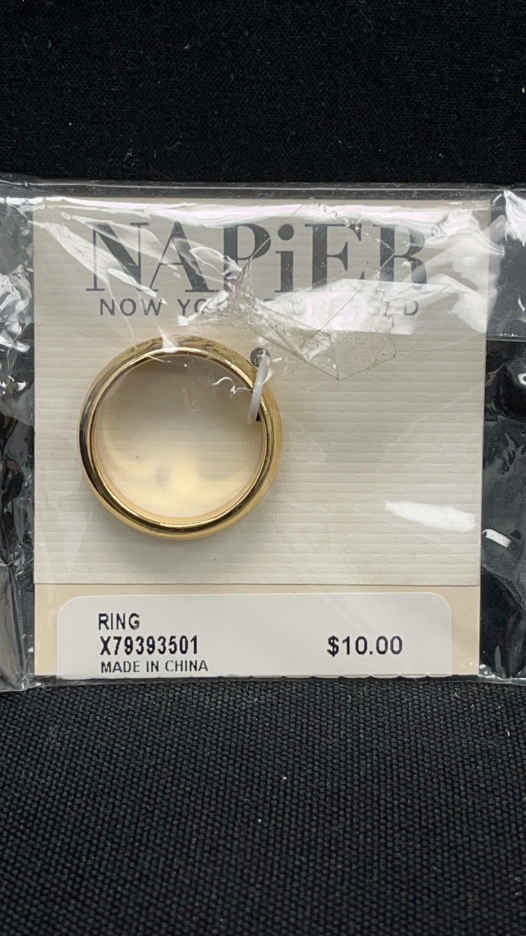 NAPiER
NOW
RING
X79393501
$10.00
MADE IN CHINA